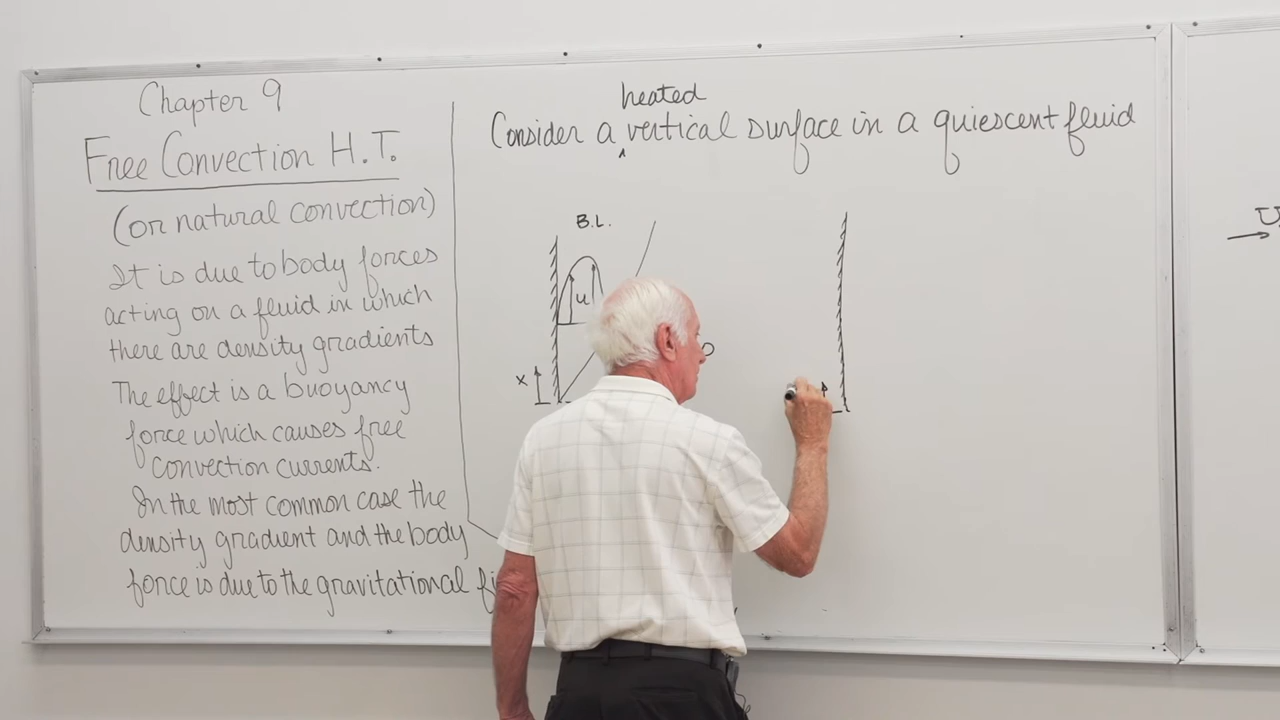 Chapter 9
Free Convection H.T.
(or natural convection)
It is due to body forces
acting on a fluid in which
there are density gradients
The effect is a buoyancy
force which causes free
convection currents.
In the most common case the
density gradient and the body
force is due to the gravitational
heated
Consider a vertical surface in a quiescent fluid
B.L.
u
x